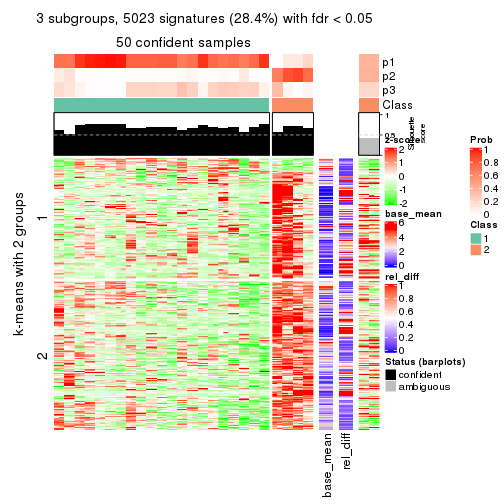 3 subgroups, 5023 signatures (28.4%) with fdr < 0.05
50 confident samples
p1
p2
p3
Class
1
0.5
Silhouette
score
k-means with 2 groups
1
2
base_mean
rel_diff
z-score
2
1
0
-1
-2
base_mean
6
4
2
0
rel_diff
1
0.8
0.6
0.4
0.2
0
Status (barplots)
confident
ambiguous
Prob
1
0.8
0.6
0.4
0.2
0
Class
1
2